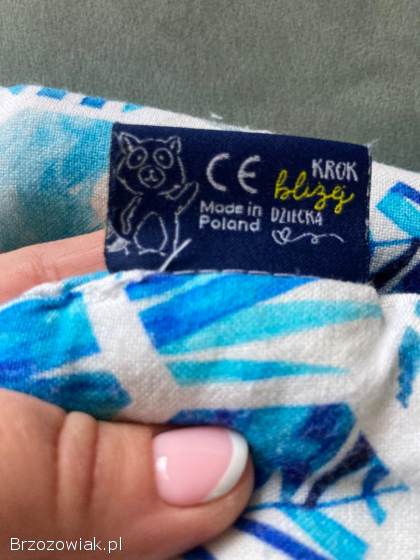 CE
Made in
Poland
KROK
bliżej
DZIECKA
Brzozowiak.pl